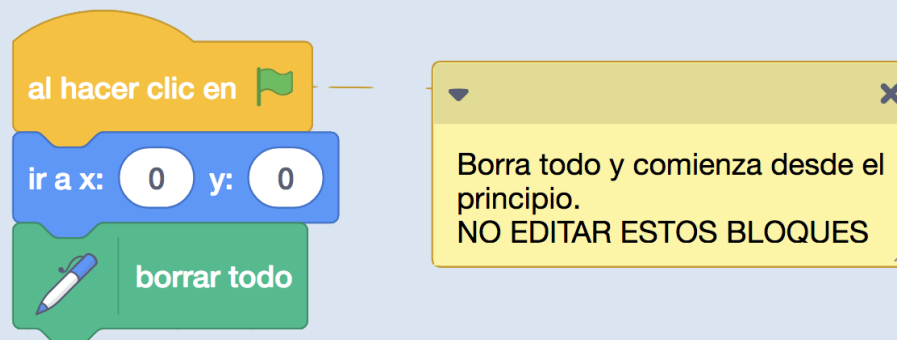 al hacer clic en
ir a x: 0 y: 0
borrar todo
Borra todo y comienza desde el
principio.
NO EDITAR ESTOS BLOQUES